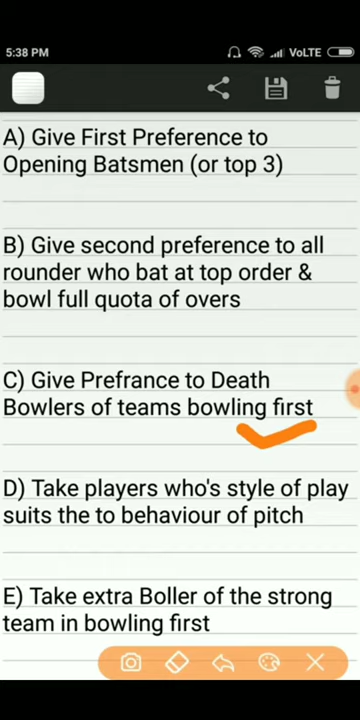 5:38 PM
VoLTE
A) Give First Preference to
Opening Batsmen (or top 3)
B) Give second preference to all
rounder who bat at top order &
bowl full quota of overs
C) Give Prefrance to Death
Bowlers of teams bowling first
D) Take players who's style of play
suits the to behaviour of pitch
E) Take extra Boller of the strong
team in bowling first